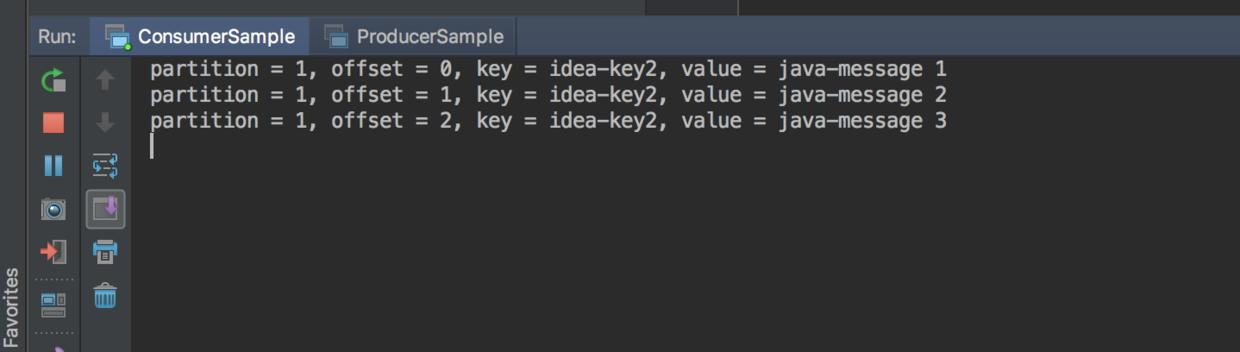 Run: ConsumerSample ProducerSample
partition = 1, offset = 0, key = idea-key2, value = java-message 1
partition = 1, offset = 1, key = idea-key2, value = java-message 2
partition = 1, offset = 2, key = idea-key2, value = java-message 3
Favorites